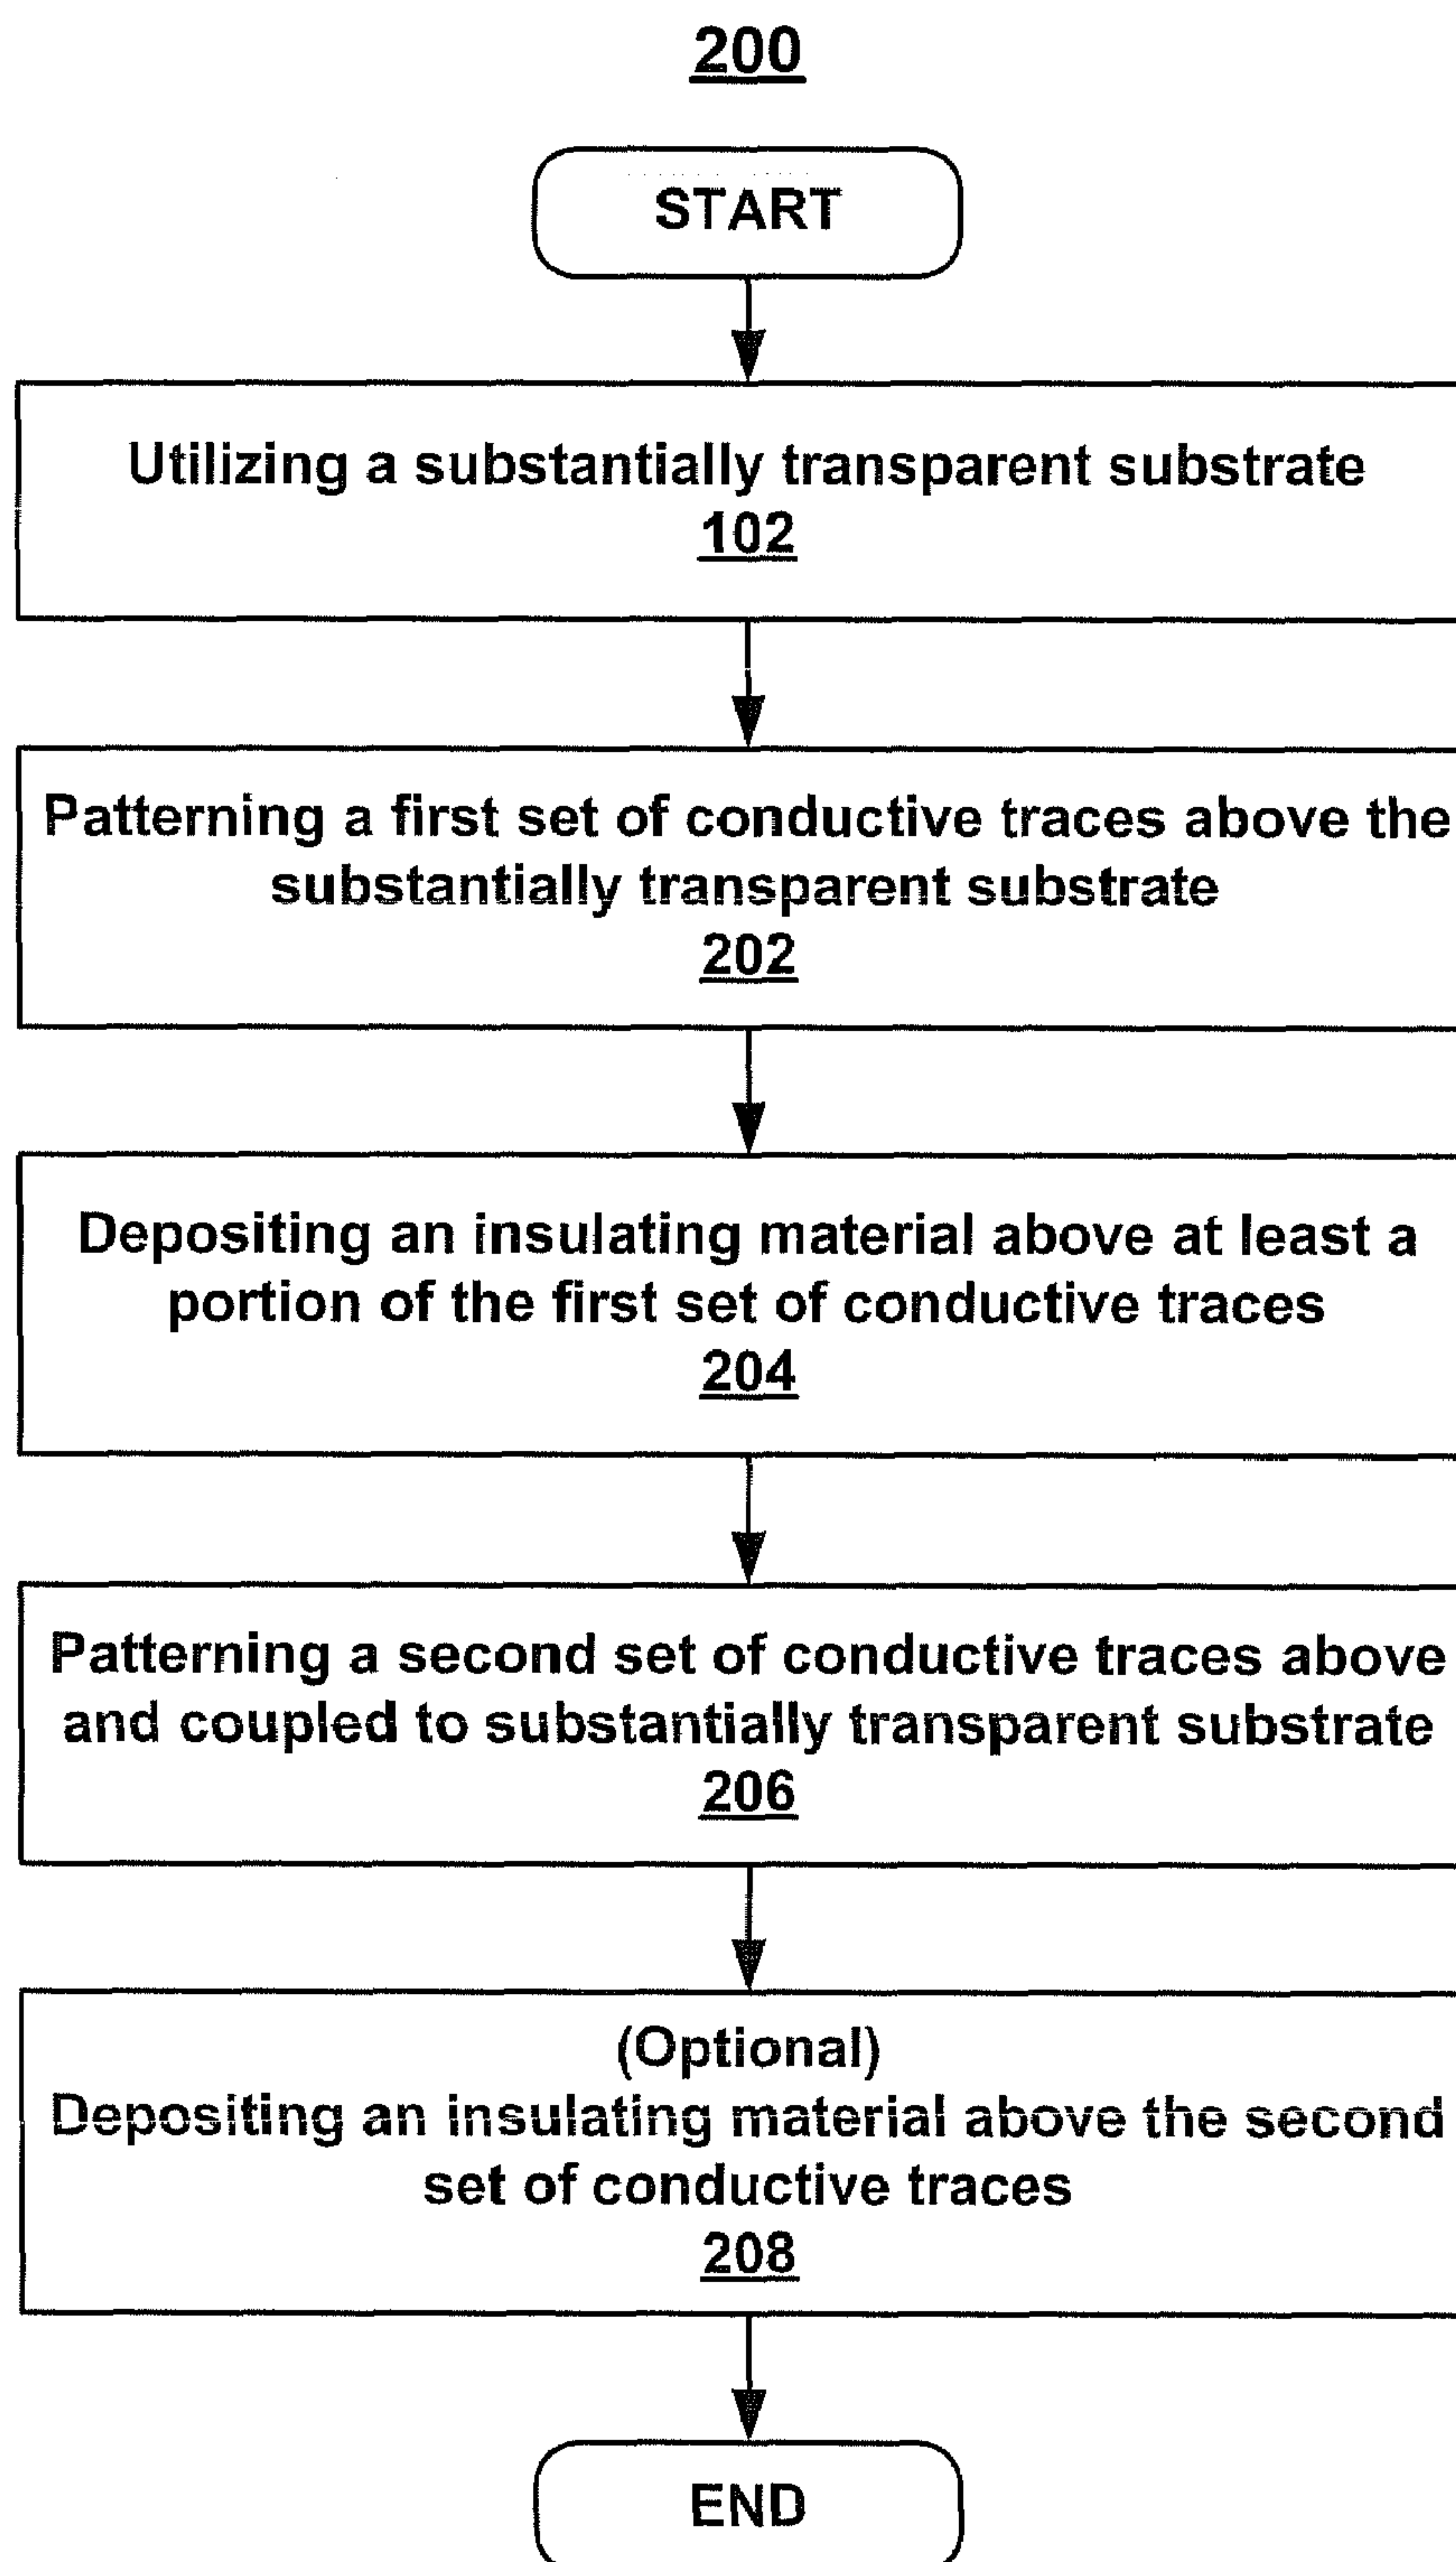 200
START
Utilizing a substantially transparent substrate
102
Patterning a first set of conductive traces above the
substantially transparent substrate
202
Depositing an insulating material above at least a
portion of the first set of conductive traces
204
Patterning a second set of conductive traces above
and coupled to substantially transparent substrate
206
(Optional)
Depositing an insulating material above the second
set of conductive traces
208
END